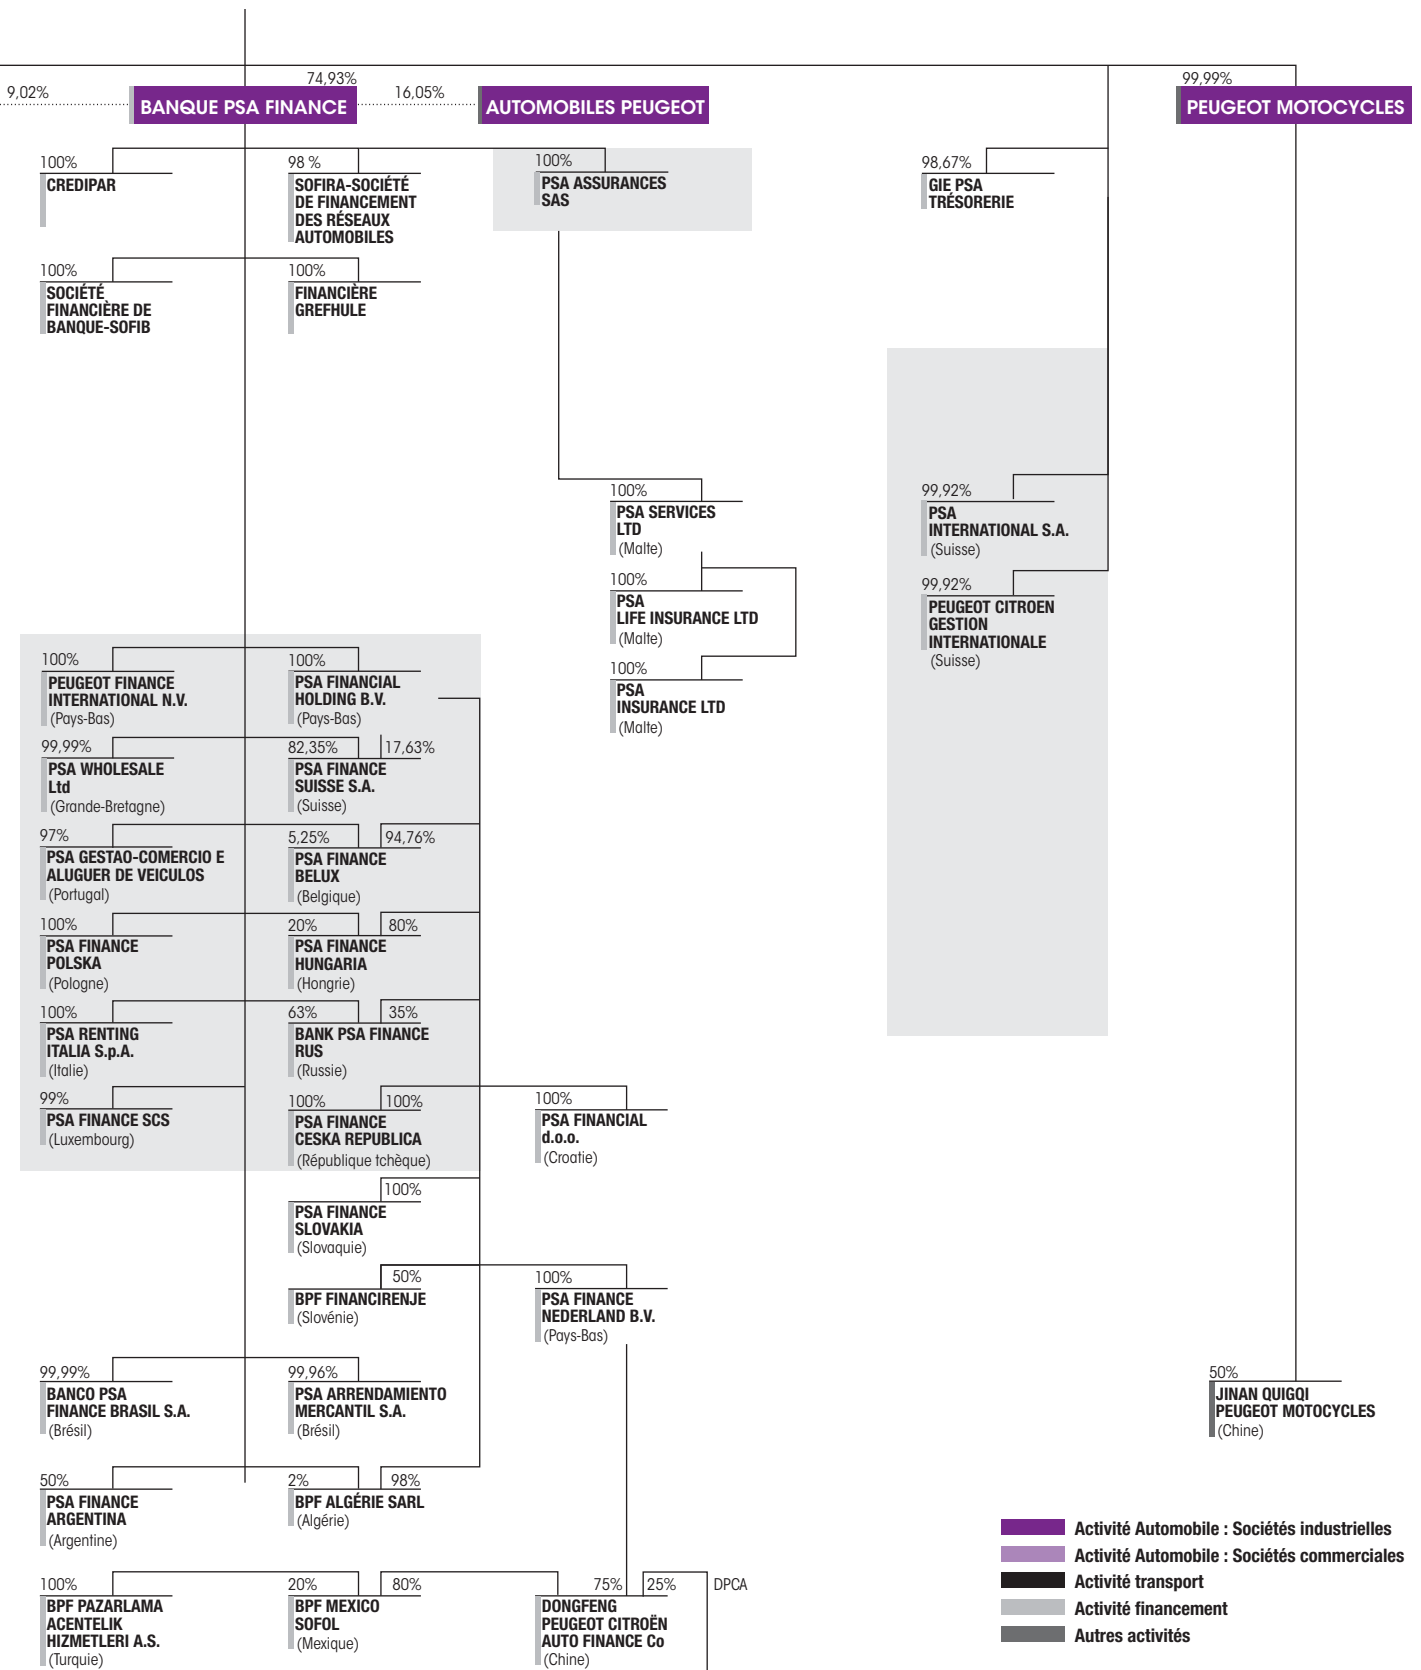 9,02%
BANQUE PSA FINANCE
74,93%
16,05%
AUTOMOBILES PEUGEOT
99,99%
PEUGEOT MOTOCYCLES
100%
CREDIPAR
98 %
SOFIRA-SOCIÉTÉ
DE FINANCEMENT
DES RÉSEAUX
AUTOMOBILES
100%
PSA ASSURANCES
SAS
98,67%
GIE PSA
TRÉSORERIE
100%
SOCIÉTÉ
FINANCIÈRE DE
BANQUE-SOFIB
100%
FINANCIÈRE
GREFHULE
100%
PSA SERVICES
LTD
(Malte)
100%
PSA
LIFE INSURANCE LTD
(Malte)
100%
PSA
INSURANCE LTD
(Malte)
99,92%
PSA
INTERNATIONAL S.A.
(Suisse)
99,92%
PEUGEOT CITROEN
GESTION
INTERNATIONALE
(Suisse)
100%
PEUGEOT FINANCE
INTERNATIONAL N.V.
(Pays-Bas)
100%
PSA FINANCIAL
HOLDING B.V.
(Pays-Bas)
99,99%
PSA WHOLESALE
Ltd
(Grande-Bretagne)
82,35% 17,63%
PSA FINANCE
SUISSE S.A.
(Suisse)
97%
PSA GESTAO-COMERCIO E
ALUGUER DE VEICULOS
(Portugal)
5,25% 94,76%
PSA FINANCE
BELUX
(Belgique)
100%
PSA FINANCE
POLSKA
(Pologne)
20% 80%
PSA FINANCE
HUNGARIA
(Hongrie)
100%
PSA RENTING
ITALIA S.p.A.
(Italie)
63% 35%
BANK PSA FINANCE
RUS
(Russie)
99%
PSA FINANCE SCS
(Luxembourg)
100% 100%
PSA FINANCE
CESKA REPUBLICA
(République tchèque)
100%
PSA FINANCIAL
d.o.o.
(Croatie)
100%
PSA FINANCE
SLOVAKIA
(Slovaquie)
50%
BPF FINANCIRENJE
(Slovénie)
100%
PSA FINANCE
NEDERLAND B.V.
(Pays-Bas)
99,99%
BANCO PSA
FINANCE BRASIL S.A.
(Brésil)
99,96%
PSA ARRENDAMIENTO
MERCANTIL S.A.
(Brésil)
50%
JINAN QUIGQI
PEUGEOT MOTOCYCLES
(Chine)
50%
PSA FINANCE
ARGENTINA
(Argentine)
2% 98%
BPF ALGÉRIE SARL
(Algérie)
100%
BPF PAZARLAMA
ACENTELIK
HIZMETLERI A.S.
(Turquie)
20% 80%
BPF MEXICO
SOFOL
(Mexique)
75% 25% DPCA
DONGFENG
PEUGEOT CITROËN
AUTO FINANCE Co
(Chine)
Activité Automobile : Sociétés industrielles
Activité Automobile : Sociétés commerciales
Activité transport
Activité financement
Autres activités